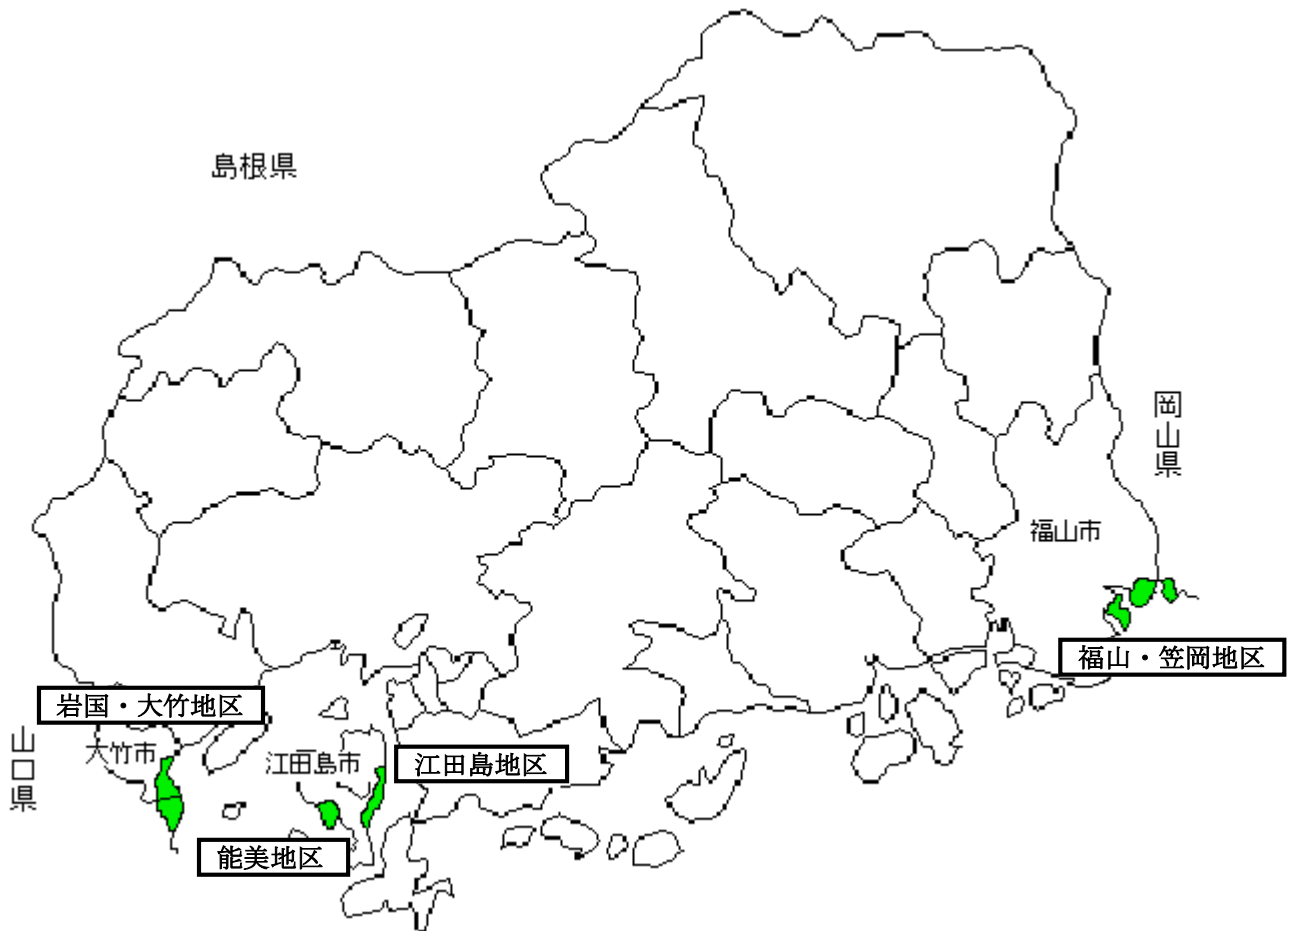 島根県
岡山県
福山市
福山・笠岡地区
岩国・大竹地区
山口県
大竹市
江田島市
江田島地区
能美地区